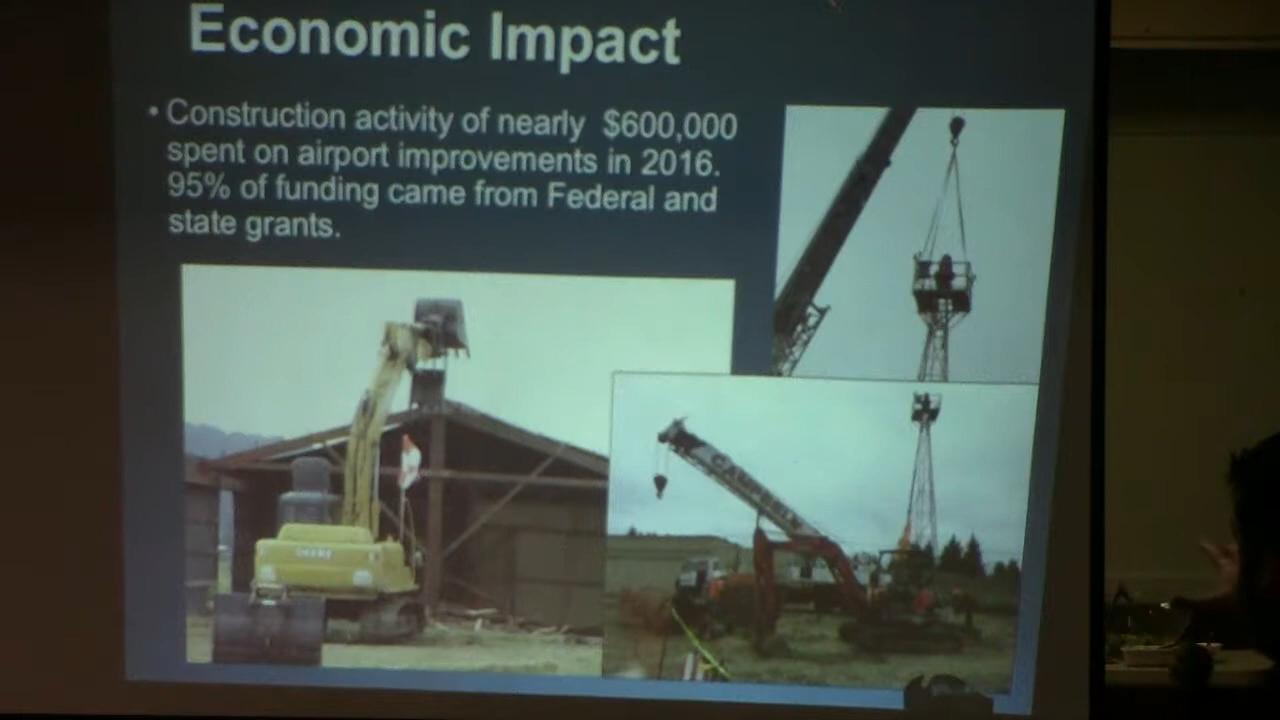 Economic Impact
• Construction activity of nearly $600,000
spent on airport improvements in 2016.
95% of funding came from Federal and
state grants.
DEERE